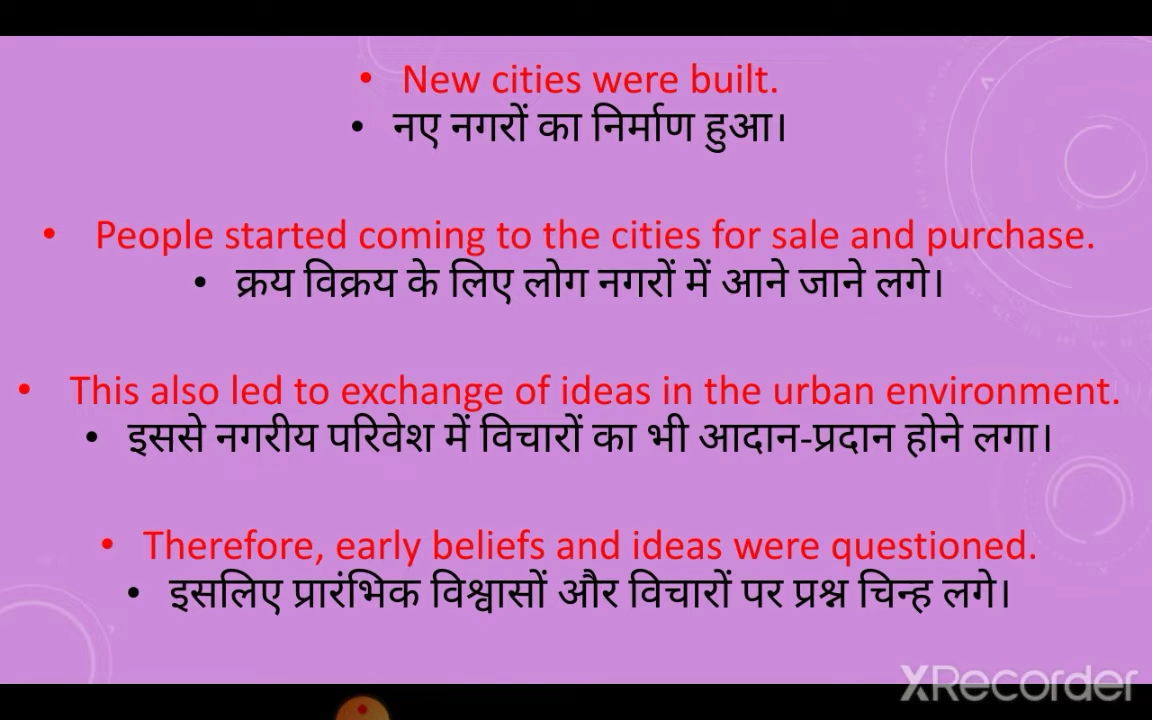 • New cities were built.
• नए नगरों का निर्माण हुआ।
• People started coming to the cities for sale and purchase.
• क्रय विक्रय के लिए लोग नगरों में आने जाने लगे।
• This also led to exchange of ideas in the urban environment.
• इससे नगरीय परिवेश में विचारों का भी आदान-प्रदान होने लगा।
• Therefore, early beliefs and ideas were questioned.
• इसलिए प्रारंभिक विश्वासों और विचारों पर प्रश्न चिन्ह लगे।
XRecorder